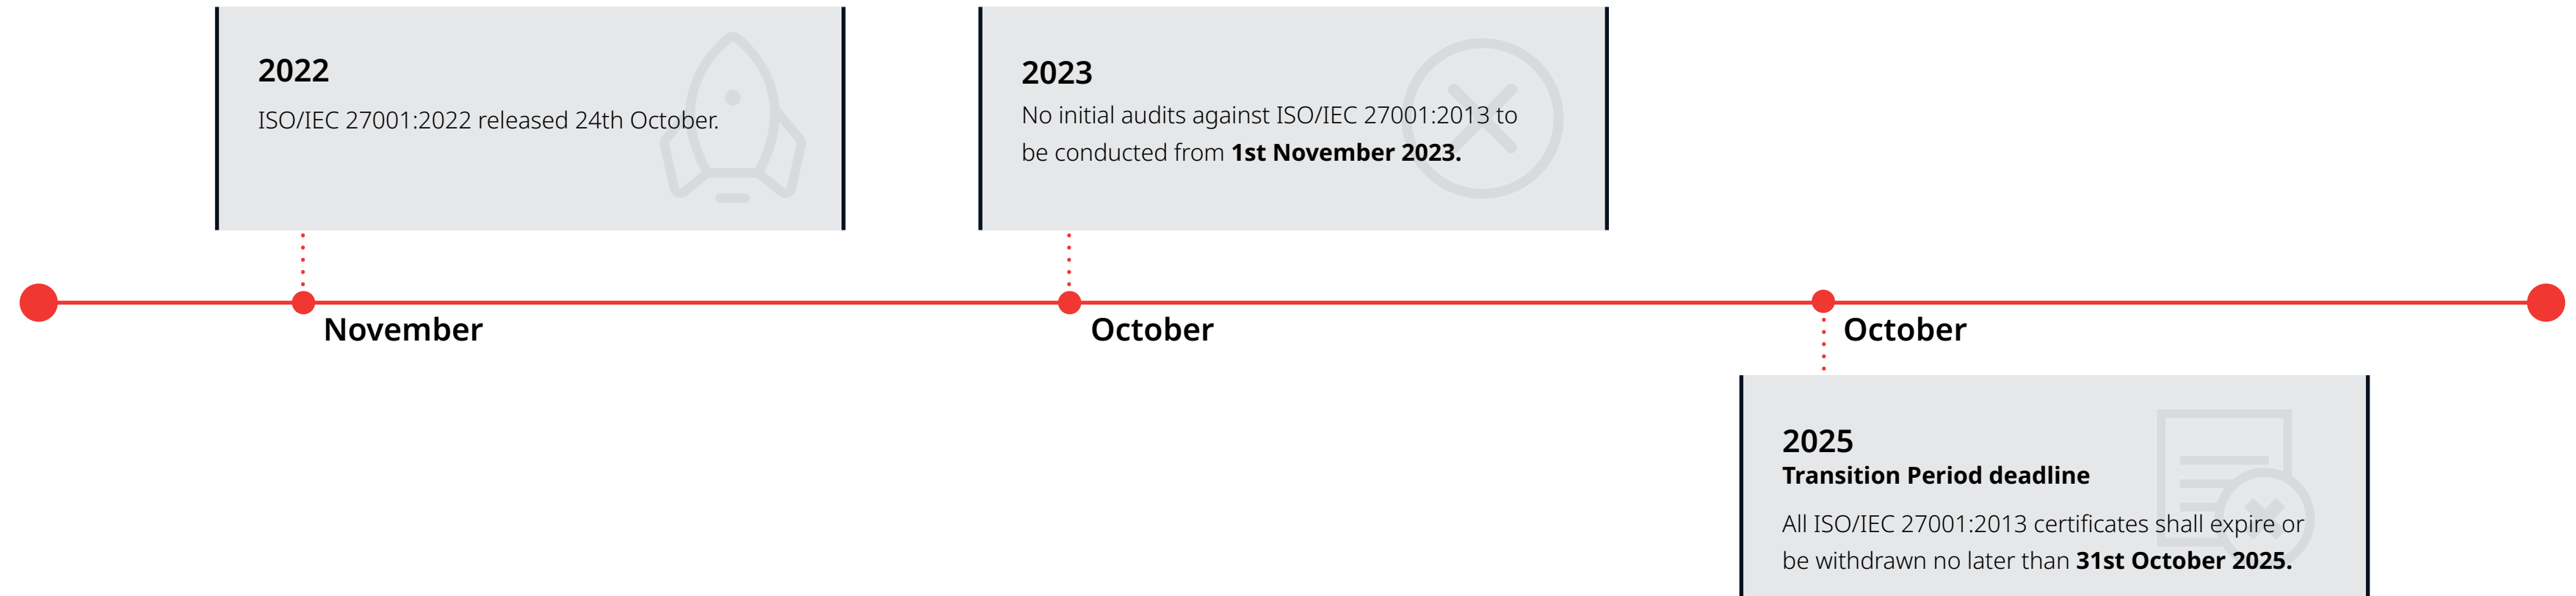 2022
ISO/IEC 27001:2022 released 24th October.
2023
No initial audits against ISO/IEC 27001:2013 to
be conducted from 1st November 2023.
November
October
October
2025
Transition Period deadline
All ISO/IEC 27001:2013 certificates shall expire or
be withdrawn no later than 31st October 2025.